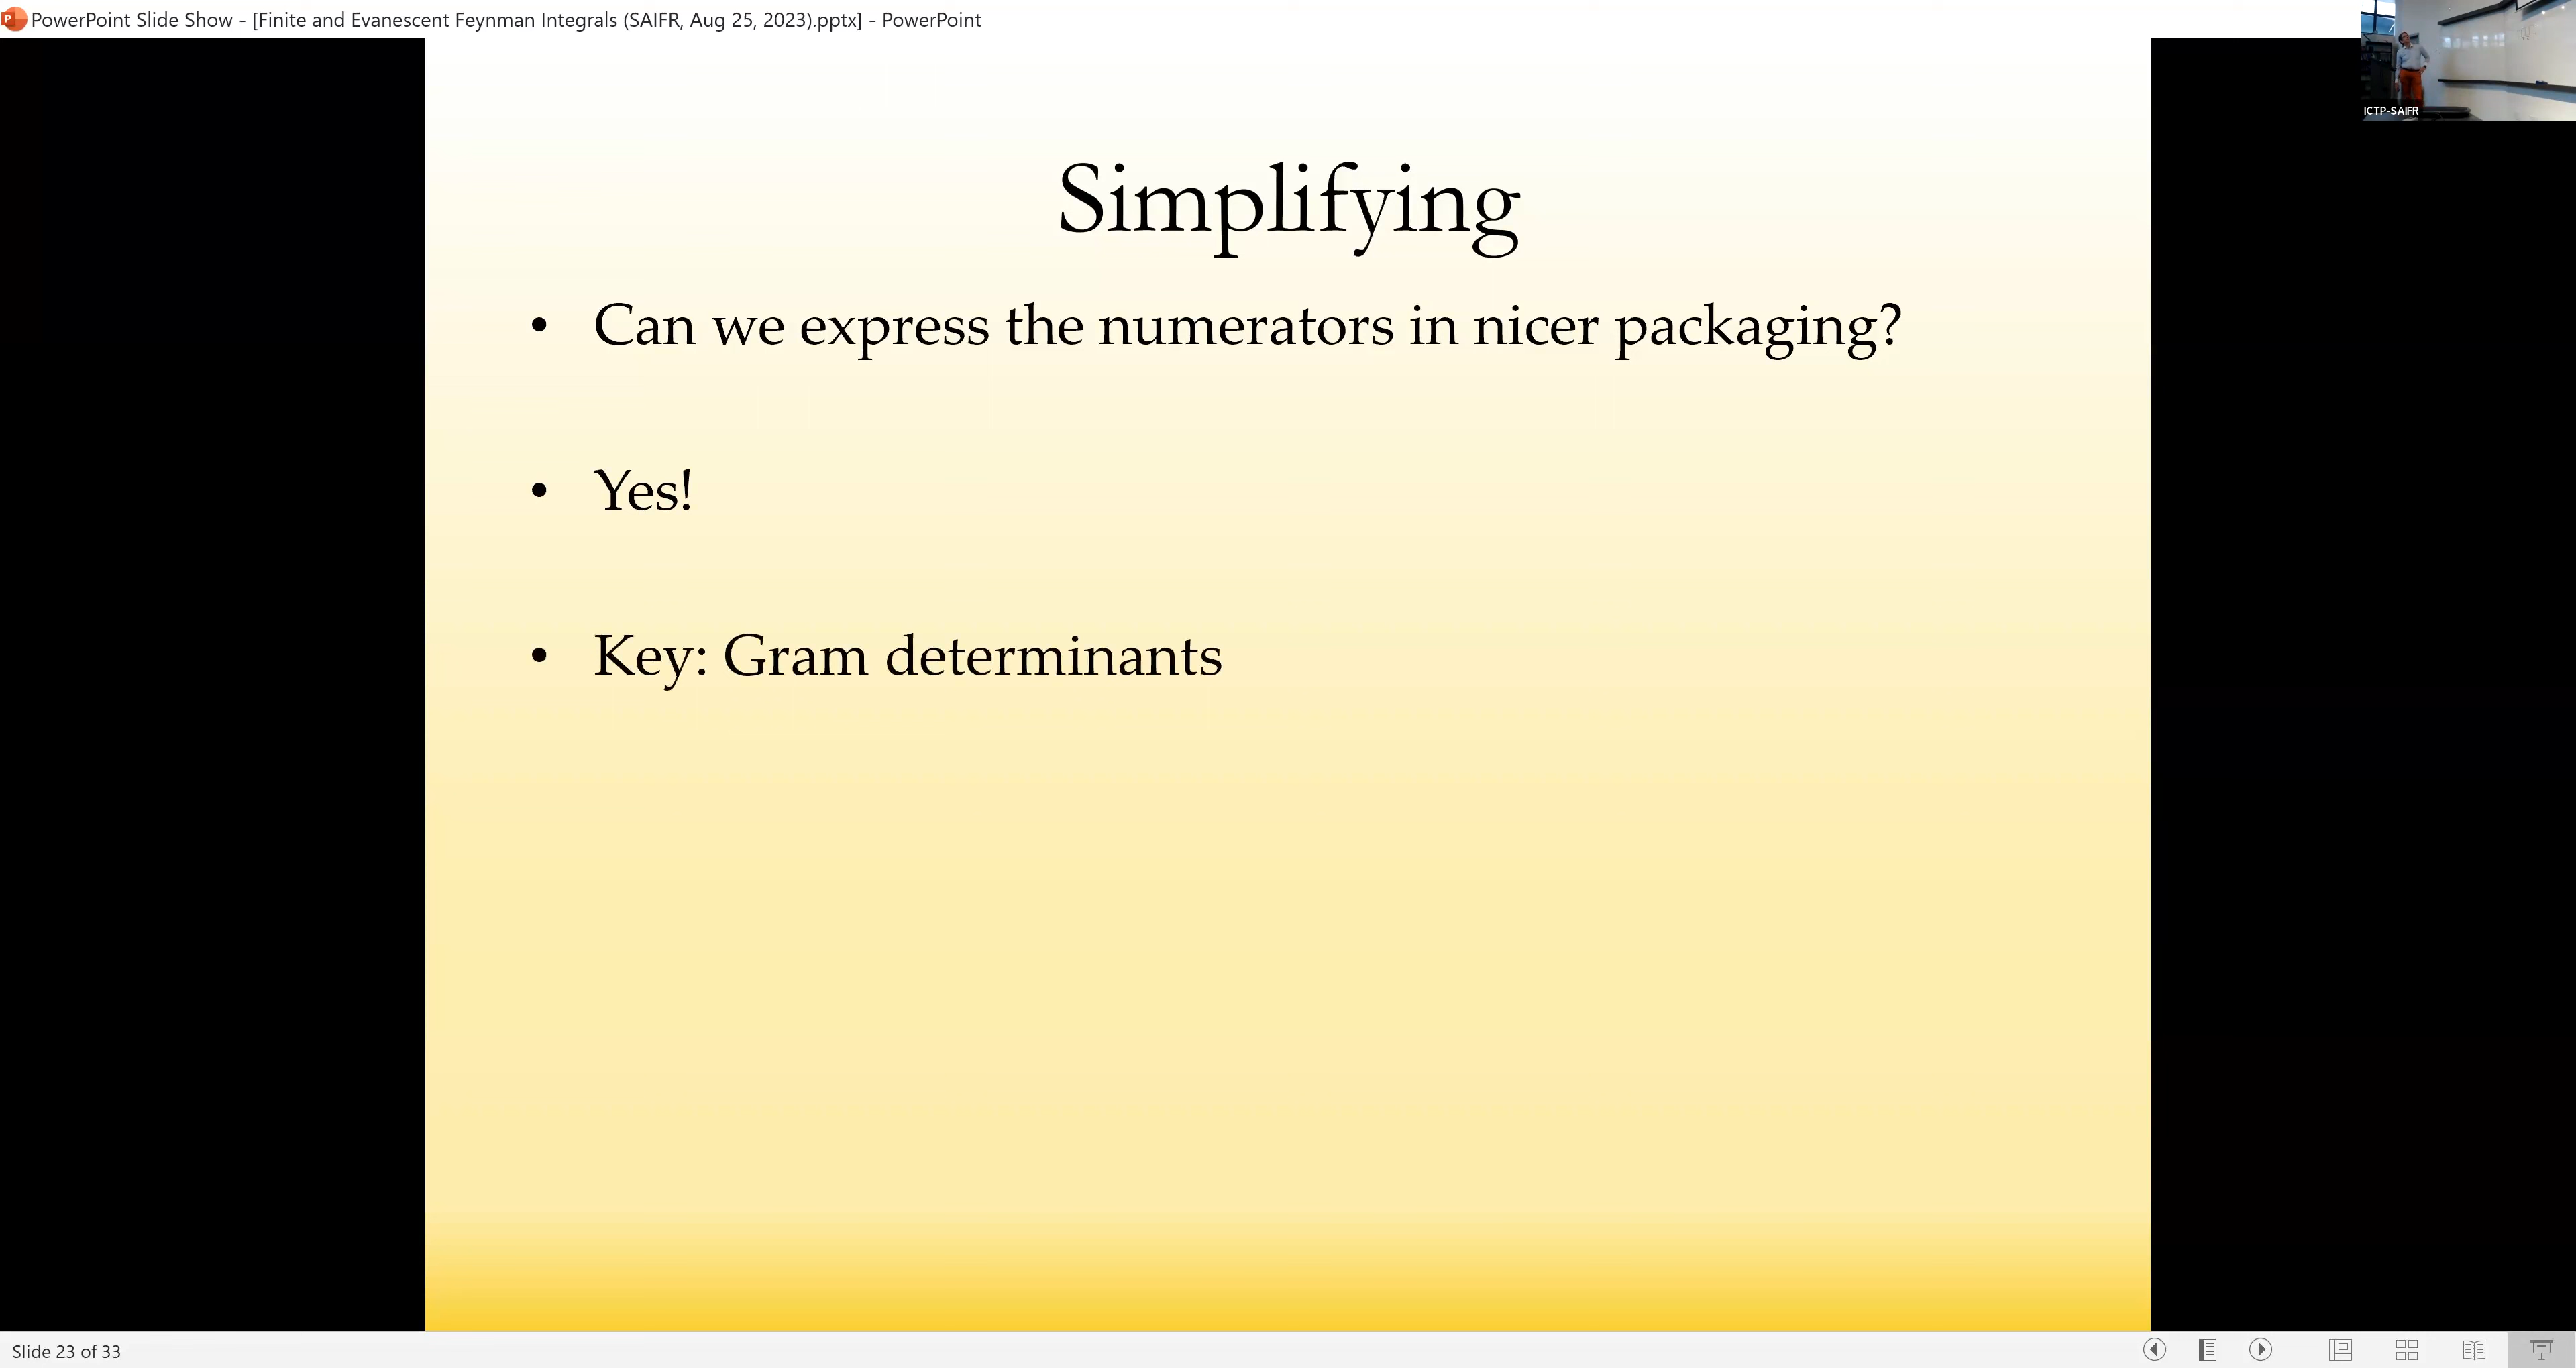 PowerPoint Slide Show - [Finite and Evanescent Feynman Integrals (SAIFR, Aug 25, 2023).pptx] - PowerPoint
ICTP-SAIFR
Simplifying
• Can we express the numerators in nicer packaging?
• Yes!
• Key: Gram determinants
Slide 23 of 33